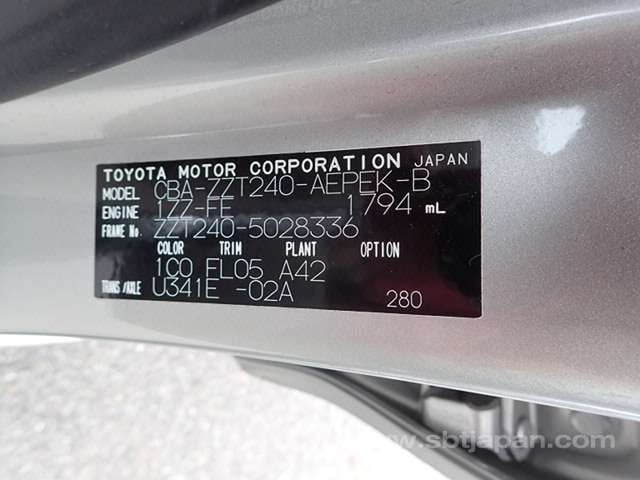 TOYOTA MOTOR CORPORATION JAPAN
MODEL CBA-ZZT240-AEPEK-B
ENGINE 1ZZ-FE 1794 mL
FRAME No. ZZT240-5028336
COLOR TRIM PLANT OPTION
1C0 FL05 A42
TRANS/AXLE U341E -02A 280
www.sbtjapan.com